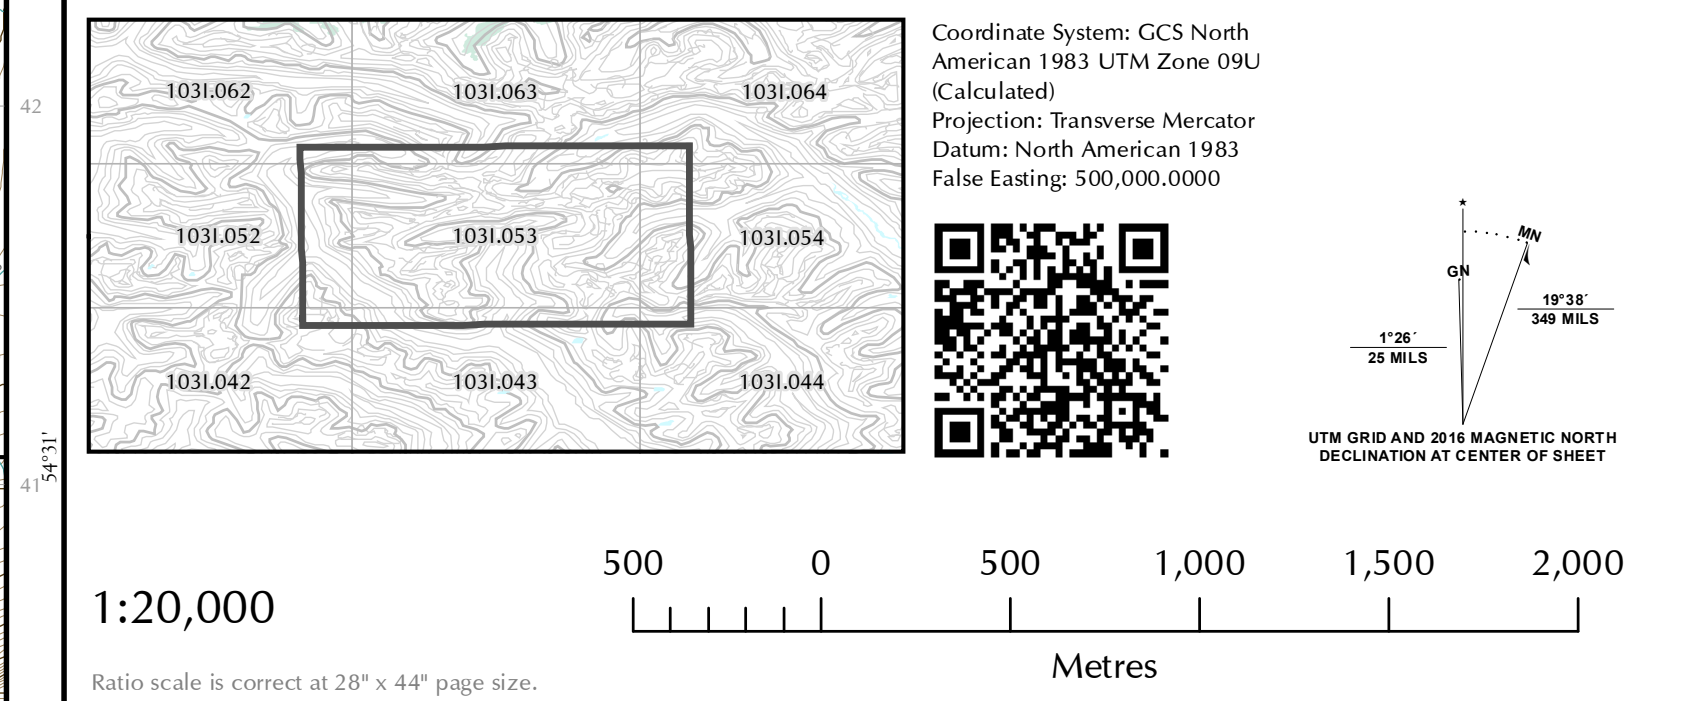 42
41
54°31'
103I.062
103I.063
103I.064
103I.052
103I.053
103I.054
103I.042
103I.043
103I.044
Coordinate System: GCS North
American 1983 UTM Zone 09U
(Calculated)
Projection: Transverse Mercator
Datum: North American 1983
False Easting: 500,000.0000
MN
GN
19°38´
349 MILS
1°26´
25 MILS
UTM GRID AND 2016 MAGNETIC NORTH
DECLINATION AT CENTER OF SHEET
500 0 500 1,000 1,500 2,000
Metres
1:20,000
Ratio scale is correct at 28" x 44" page size.